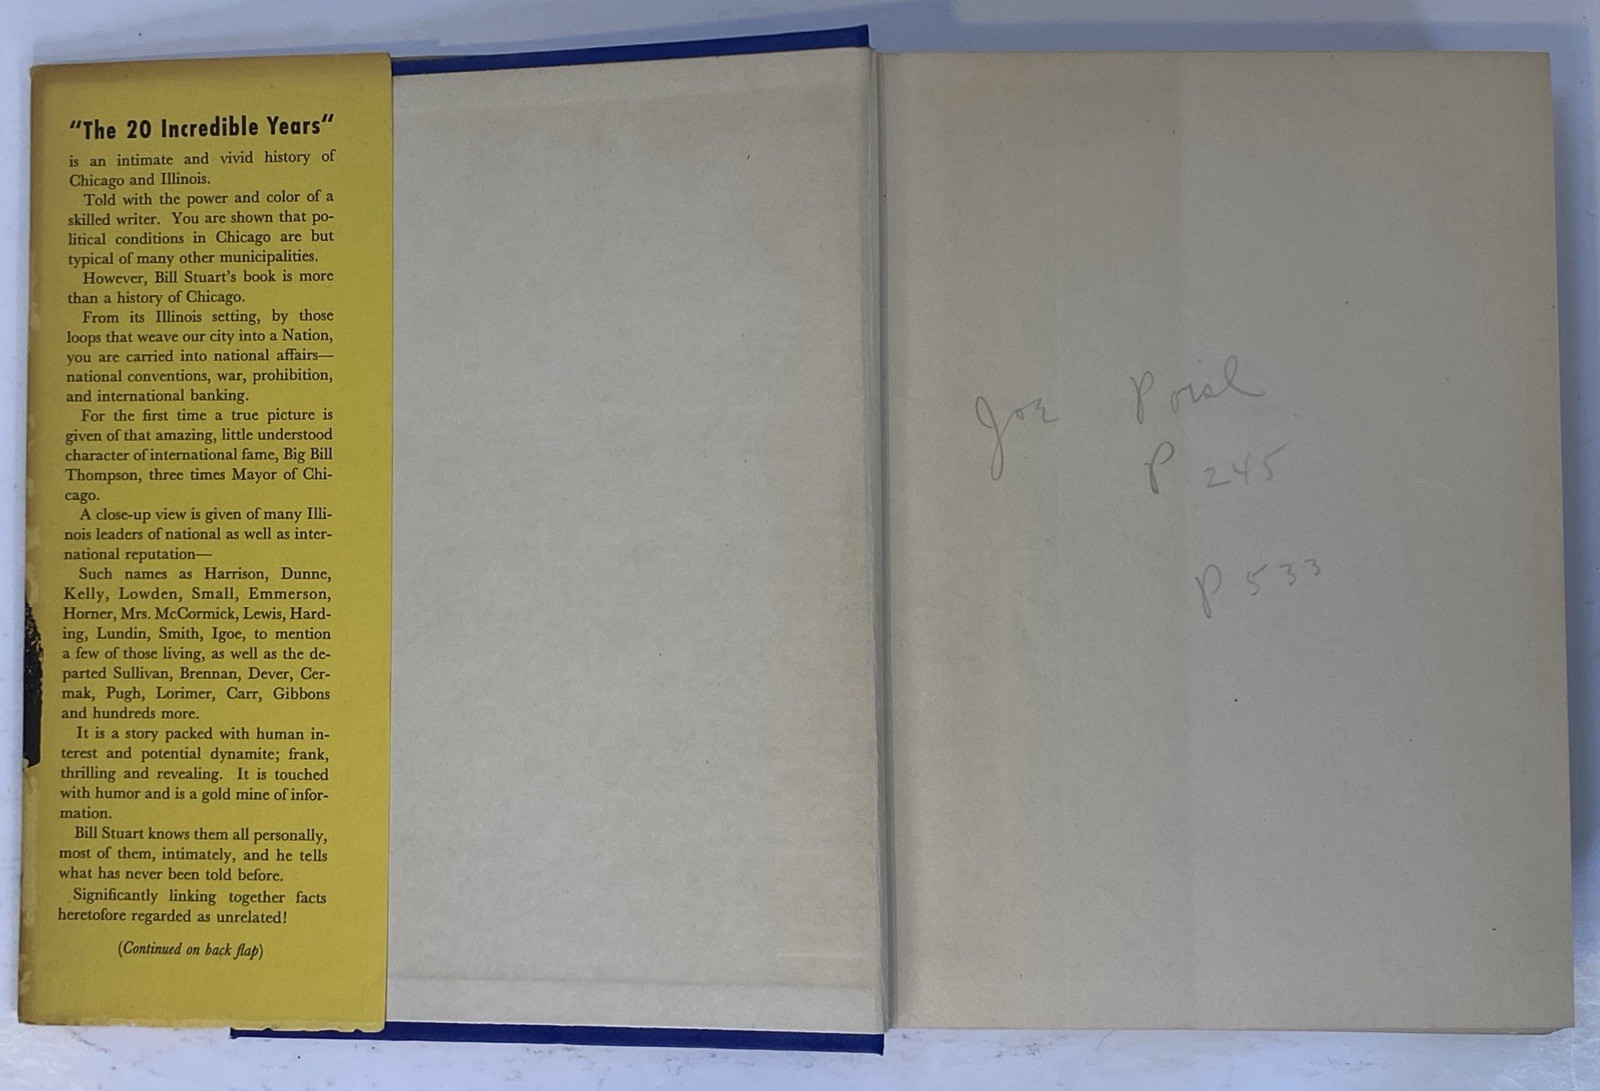 "The 20 Incredible Years"
is an intimate and vivid history of
Chicago and Illinois.
Told with the power and color of a
skilled writer. You are shown that po-
litical conditions in Chicago are but
typical of many other municipalities.
However, Bill Stuart's book is more
than a history of Chicago.
From its Illinois setting, by those
loops that weave our city into a Nation,
you are carried into national affairs—
national conventions, war, prohibition,
and international banking.
For the first time a true picture is
given of that amazing, little understood
character of international fame, Big Bill
Thompson, three times Mayor of Chi-
cago.
A close-up view is given of many Illi-
nois leaders of national as well as inter-
national reputation—
Such names as Harrison, Dunne,
Kelly, Lowden, Small, Emmerson,
Horner, Mrs. McCormick, Lewis, Hard-
ing, Lundin, Smith, Igoe, to mention
a few of those living, as well as the de-
parted Sullivan, Brennan, Dever, Cer-
mak, Pugh, Lorimer, Carr, Gibbons
and hundreds more.
It is a story packed with human in-
terest and potential dynamite; frank,
thrilling and revealing. It is touched
with humor and is a gold mine of infor-
mation.
Bill Stuart knows them all personally,
most of them, intimately, and he tells
what has never been told before.
Significantly linking together facts
heretofore regarded as unrelated!
(Continued on back flap)
Joe Poisl
P 245
P 533